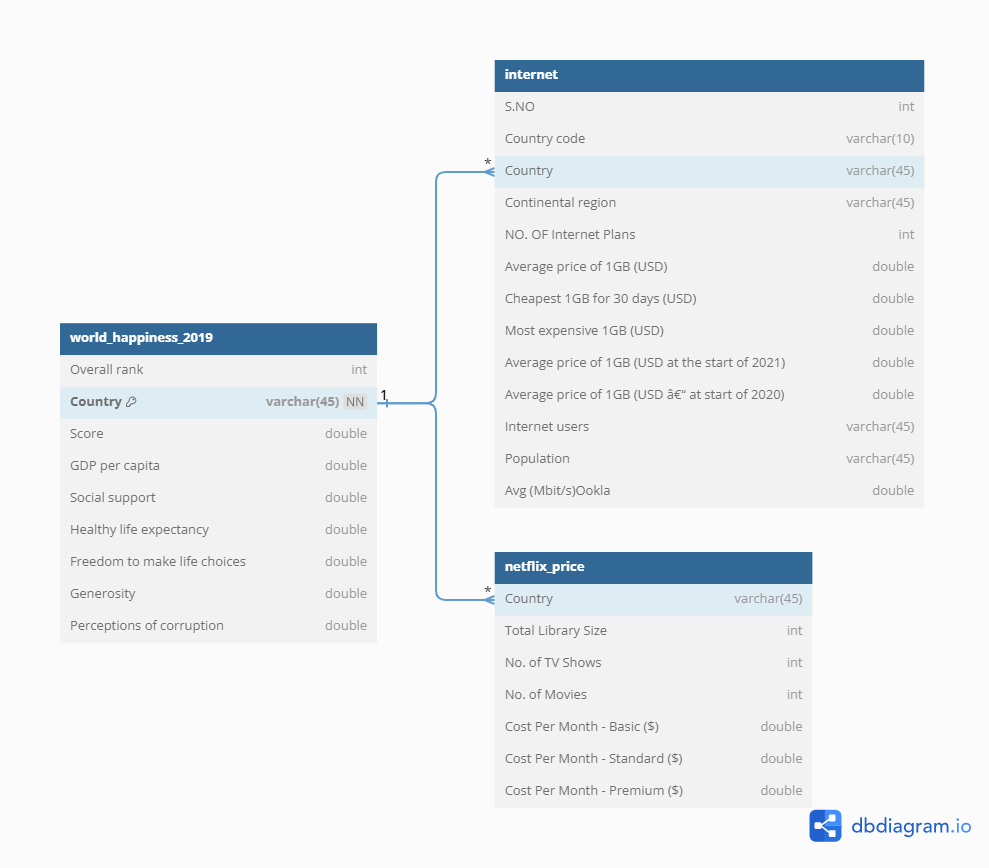 internet
S.NO int
Country code varchar(10)
* Country varchar(45)
Continental region varchar(45)
NO. OF Internet Plans int
Average price of 1GB (USD) double
Cheapest 1GB for 30 days (USD) double
Most expensive 1GB (USD) double
Average price of 1GB (USD at the start of 2021) double
Average price of 1GB (USD â€“ at start of 2020) double
Internet users varchar(45)
Population varchar(45)
Avg (Mbit/s)Ookla double
world_happiness_2019
Overall rank int
Country varchar(45) NN 1
Score double
GDP per capita double
Social support double
Healthy life expectancy double
Freedom to make life choices double
Generosity double
Perceptions of corruption double
netflix_price
* Country varchar(45)
Total Library Size int
No. of TV Shows int
No. of Movies int
Cost Per Month - Basic ($) double
Cost Per Month - Standard ($) double
Cost Per Month - Premium ($) double
dbdiagram.io